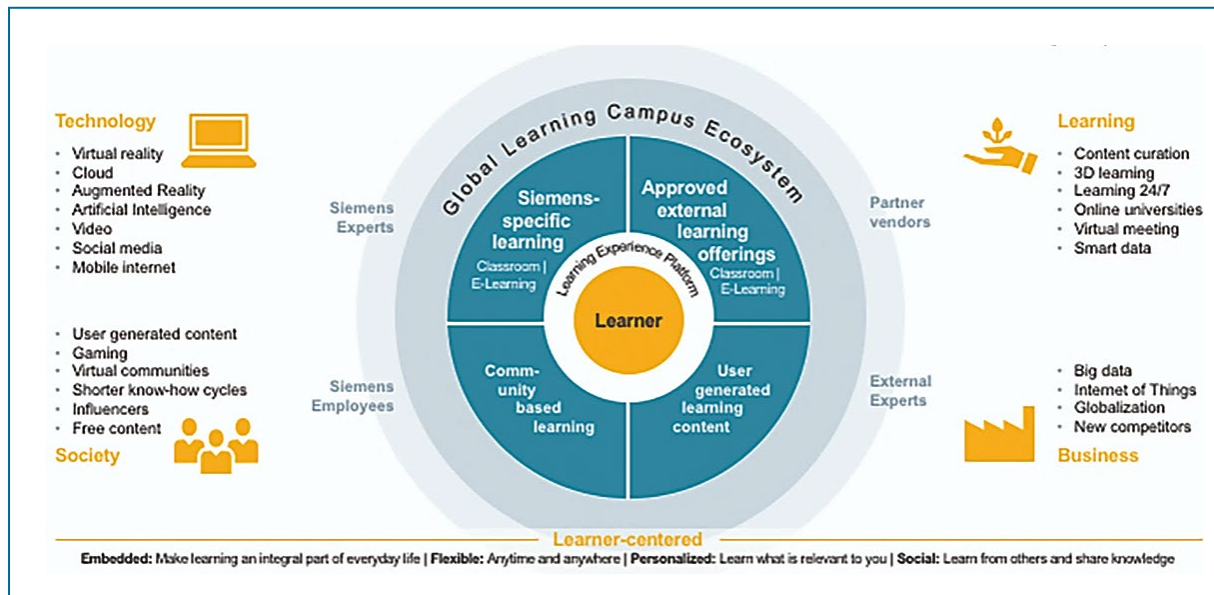 Technology
• Virtual reality
• Cloud
• Augmented Reality
• Artificial Intelligence
• Video
• Social media
• Mobile internet
• User generated content
• Gaming
• Virtual communities
• Shorter know-how cycles
• Influencers
• Free content
Society
Siemens
Experts
Siemens
Employees
Global Learning Campus Ecosystem
Siemens-
specific
learning
Classroom |
E-Learning
Approved
external
learning
offerings
Classroom |
E-Learning
Learning Experience Platform
Learner
Comm-
unity
based
learning
User
generated
learning
content
Partner
vendors
External
Experts
Learning
• Content curation
• 3D learning
• Learning 24/7
• Online universities
• Virtual meeting
• Smart data
• Big data
• Internet of Things
• Globalization
• New competitors
Business
Learner-centered
Embedded: Make learning an integral part of everyday life | Flexible: Anytime and anywhere | Personalized: Learn what is relevant to you | Social: Learn from others and share knowledge